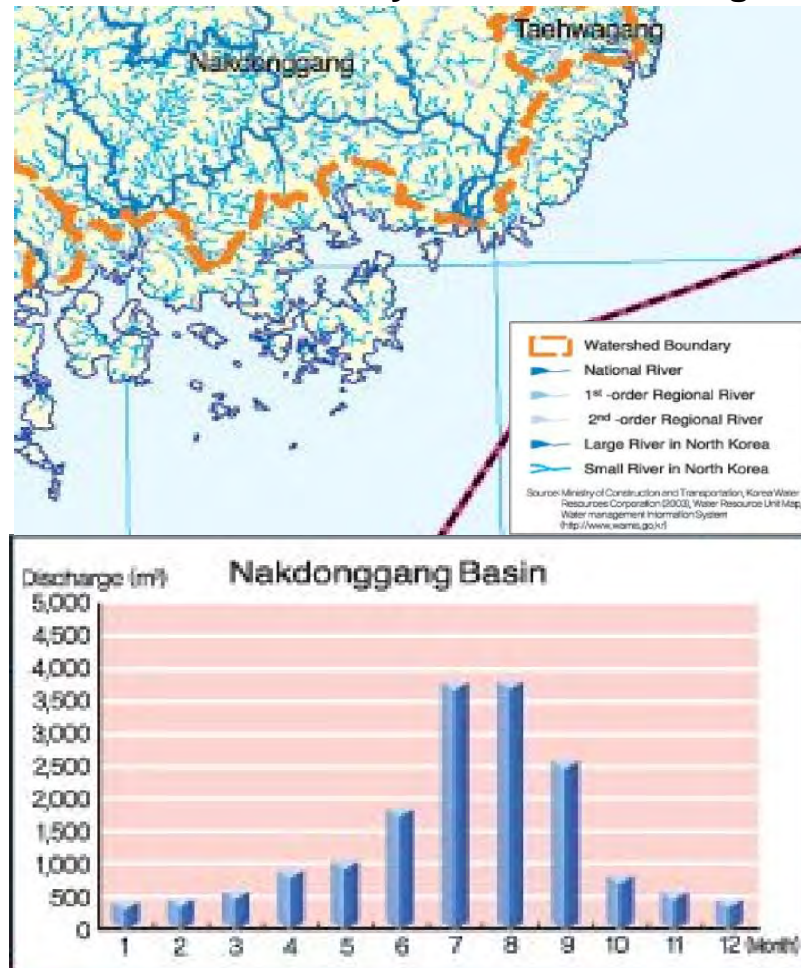 Taehwagang
Nakdonggang
Watershed Boundary
National River
1st -order Regional River
2nd -order Regional River
Large River in North Korea
Small River in North Korea
Source: Ministry of Construction and Transportation, Korea Water
Resources Corporation (2003), Water Resource Unit Map,
Water management Information System
(http://www.wamis.go.kr)
Nakdonggang Basin
Discharge (m³)
5,000
4,500
4,000
3,500
3,000
2,500
2,000
1,500
1,000
500
0
1 2 3 4 5 6 7 8 9 10 11 12 (Month)